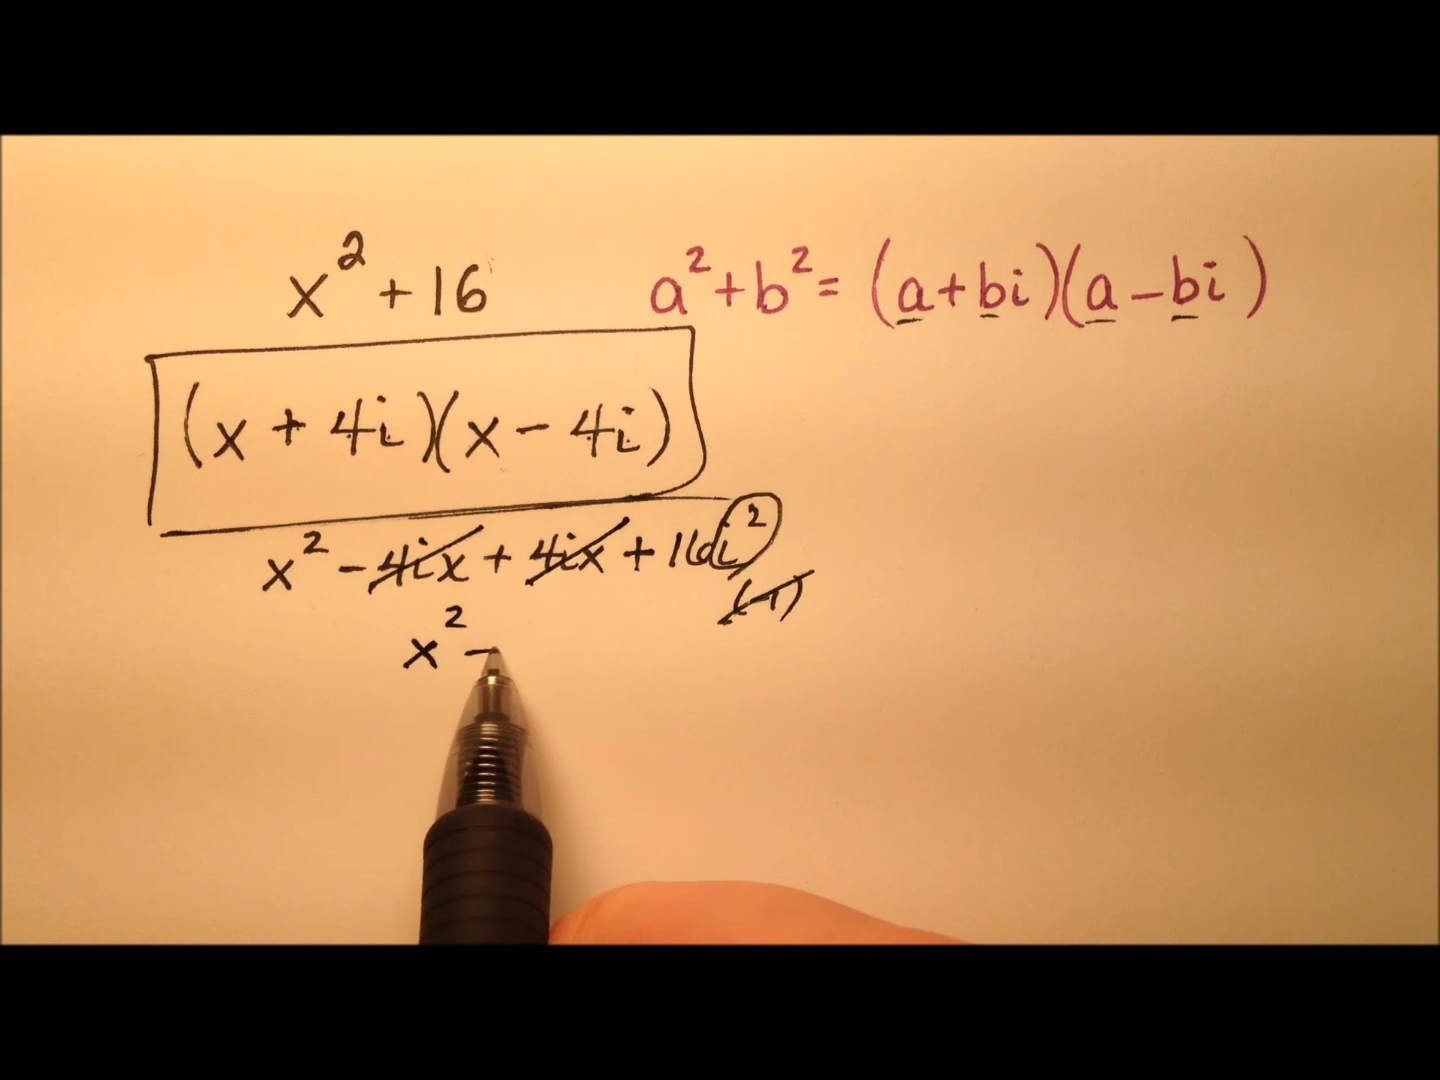 x² + 16
a² + b² = (a + bi)(a - bi)
(x + 4i)(x - 4i)
x² - 4ix + 4ix + 16i²
(-1)
x² -